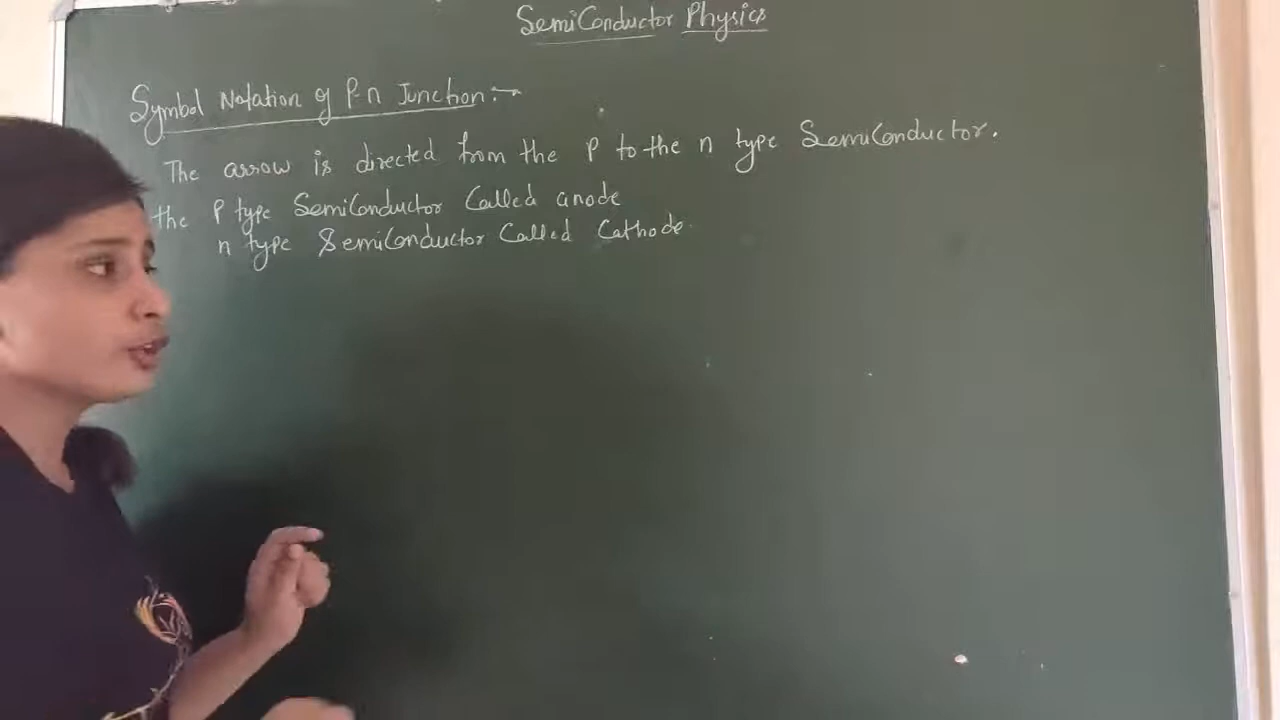 SemiConductor Physics
Symbol Notation of P-n Junction:-
The arrow is directed from the P to the n type SemiConductor.
the P type SemiConductor Called anode
n type SemiConductor Called Cathode.